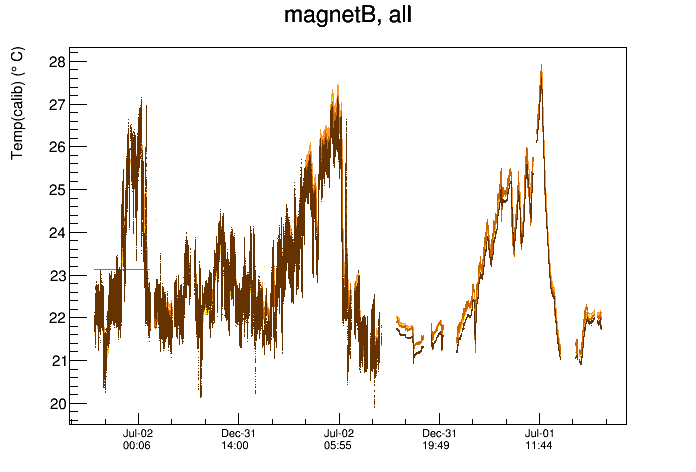 magnetB, all
Temp(calib) (° C)
28
27
26
25
24
23
22
21
20
Jul-02 Dec-31 Jul-02 Dec-31 Jul-01
00:06 14:00 05:55 19:49 11:44